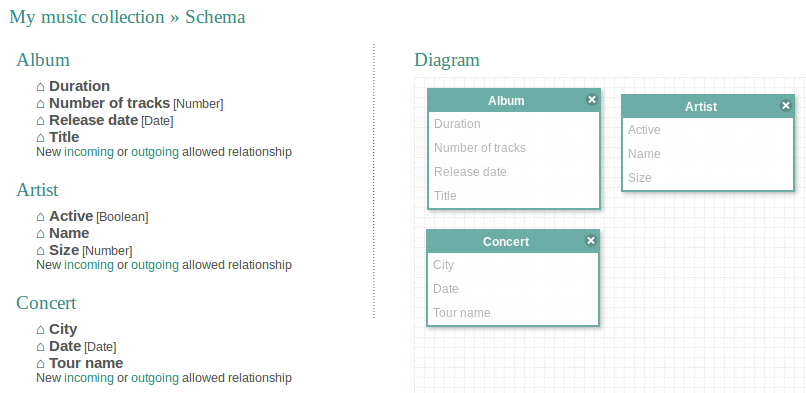 My music collection » Schema
Album
Duration
Number of tracks [Number]
Release date [Date]
Title
New incoming or outgoing allowed relationship
Artist
Active [Boolean]
Name
Size [Number]
New incoming or outgoing allowed relationship
Concert
City
Date [Date]
Tour name
New incoming or outgoing allowed relationship
Diagram
Album
Duration
Number of tracks
Release date
Title
Artist
Active
Name
Size
Concert
City
Date
Tour name